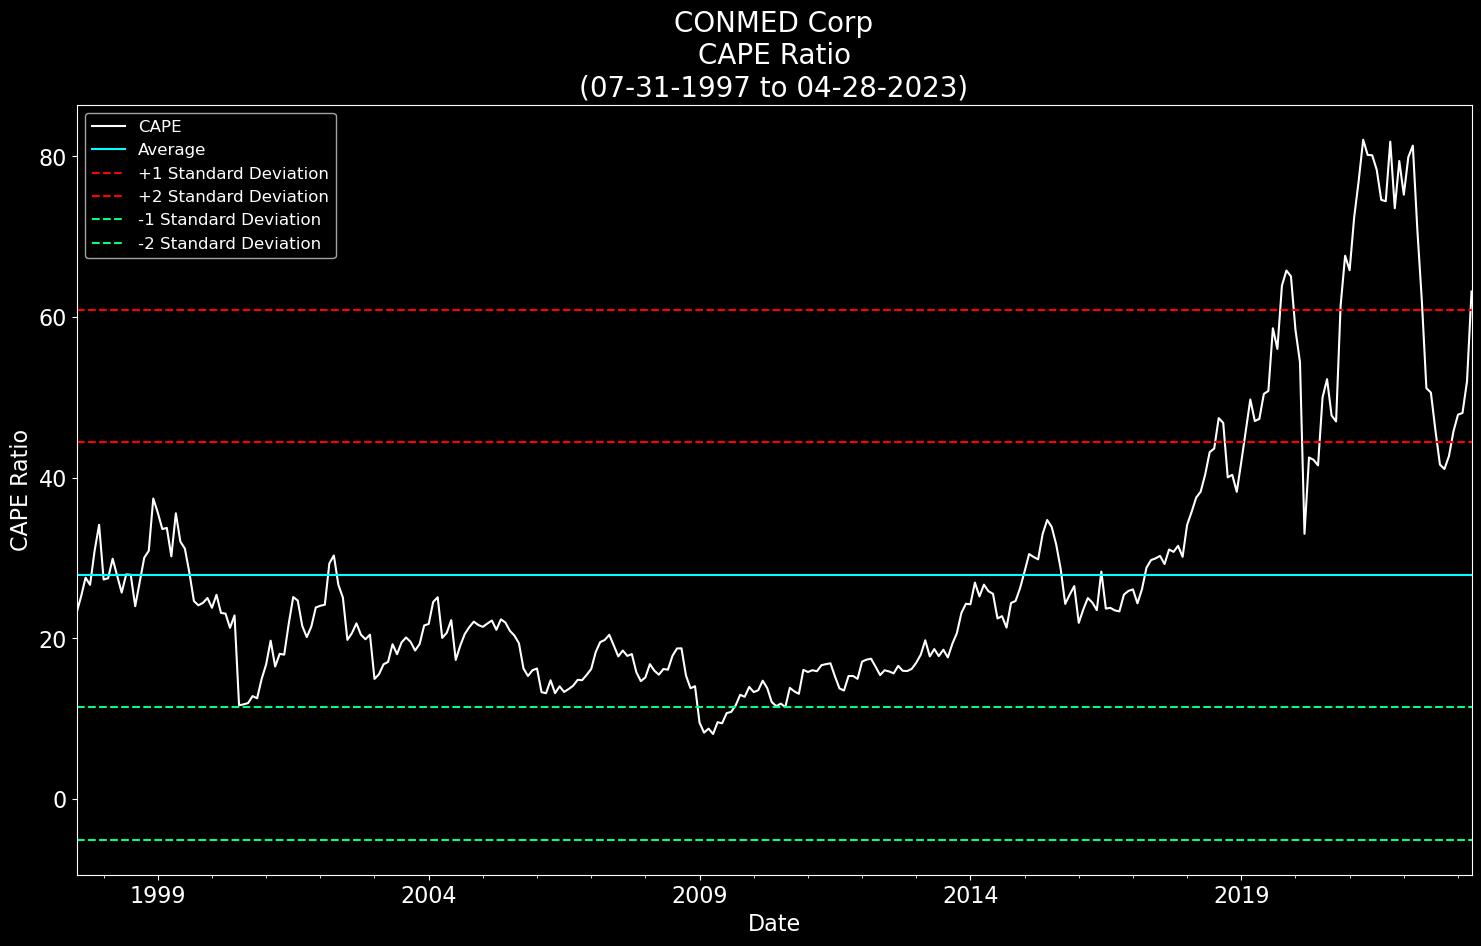 CONMED Corp
CAPE Ratio
(07-31-1997 to 04-28-2023)
CAPE
Average
+1 Standard Deviation
+2 Standard Deviation
-1 Standard Deviation
-2 Standard Deviation
CAPE Ratio
80
60
40
20
0
1999 2004 2009 2014 2019
Date